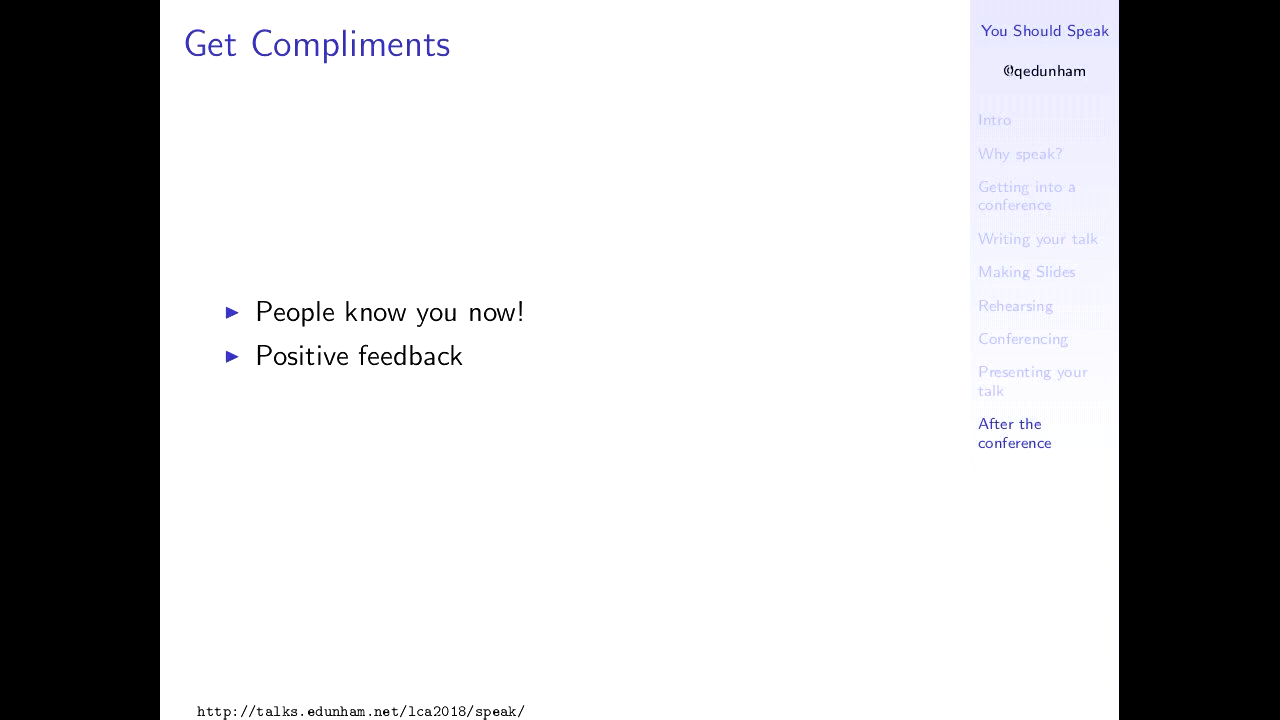 Get Compliments
People know you now!
Positive feedback
http://talks.edunham.net/lca2018/speak/
You Should Speak
@qedunham
Intro
Why speak?
Getting into a
conference
Writing your talk
Making Slides
Rehearsing
Conferencing
Presenting your
talk
After the
conference